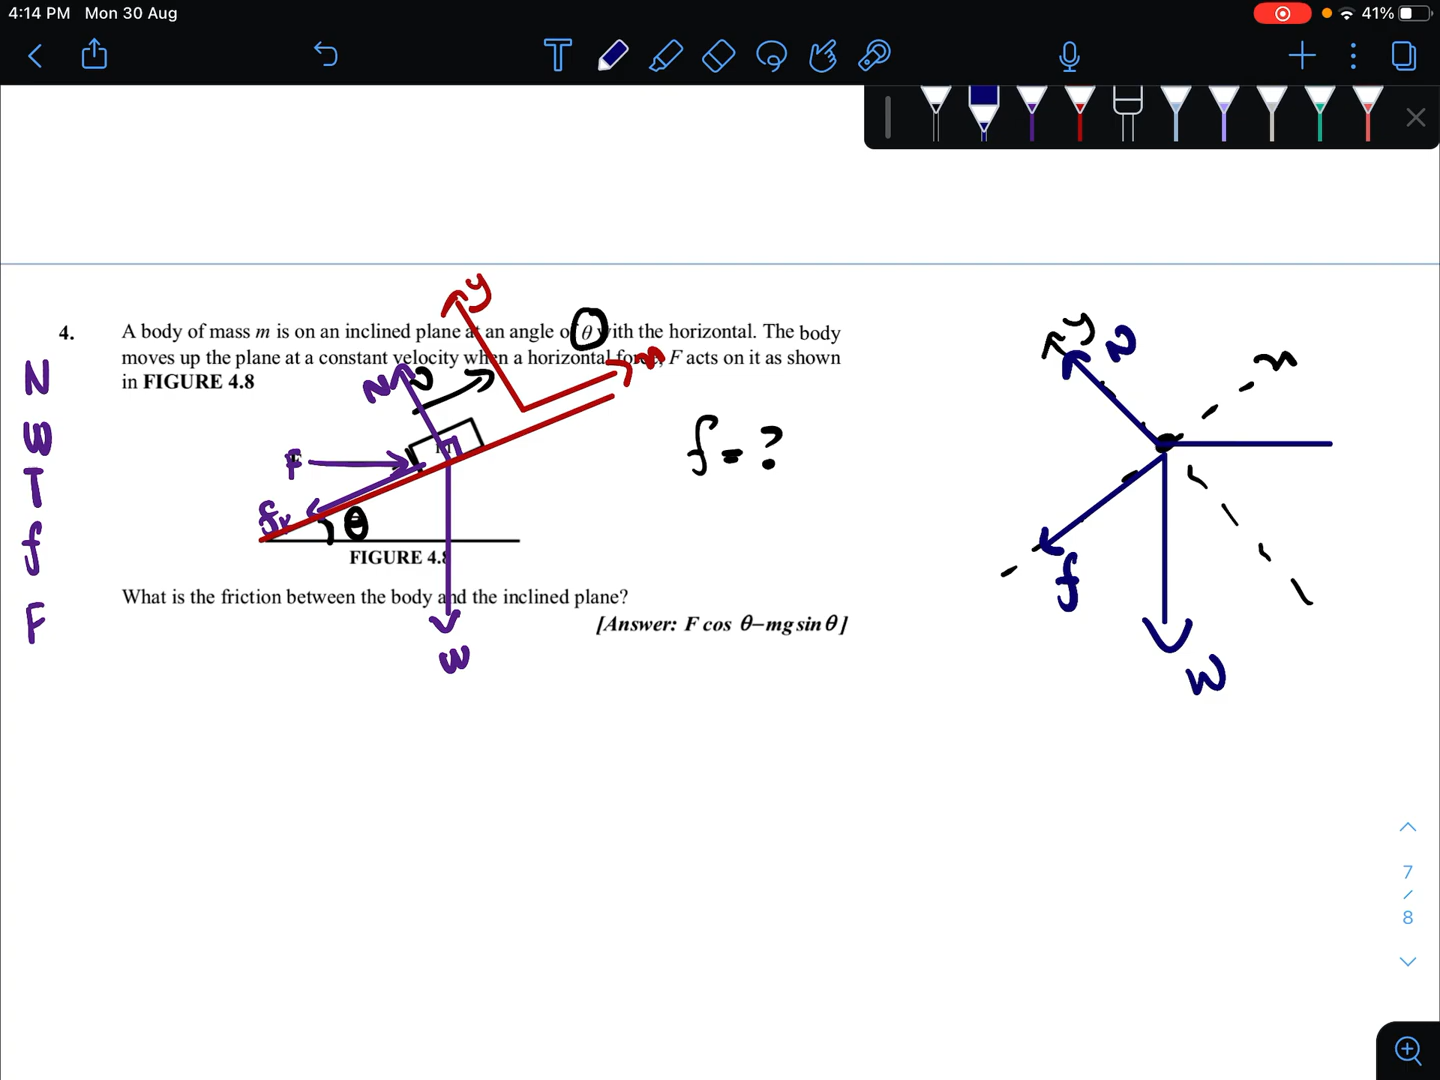 4:14 PM Mon 30 Aug
41%
T
4. A body of mass m is on an inclined plane at an angle of θ with the horizontal. The body
moves up the plane at a constant velocity when a horizontal force, F acts on it as shown
in FIGURE 4.8
N
W
T
f
F
y
x
N
υ
m
F
fk
θ
W
f = ?
FIGURE 4.8
What is the friction between the body and the inclined plane?
[Answer: F cos θ–mg sin θ]
y
N
x
f
W
7
/
8